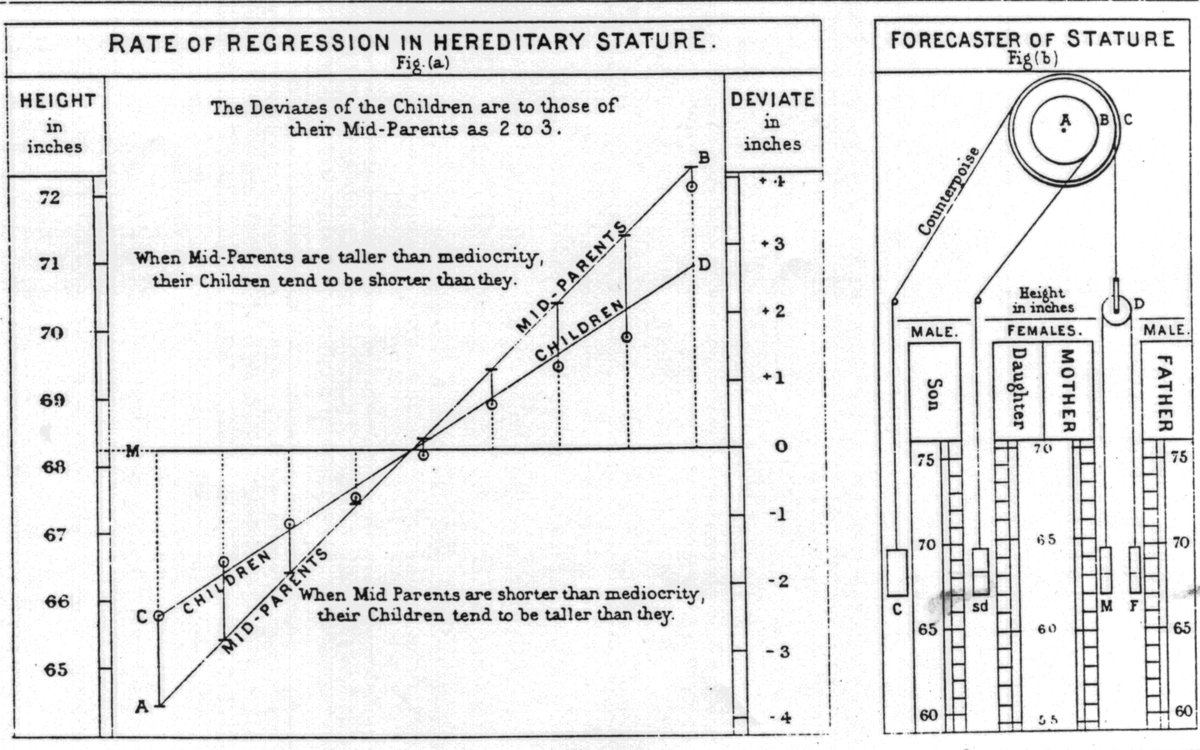 RATE OF REGRESSION IN HEREDITARY STATURE.
Fig.(a)
HEIGHT
in
inches
The Deviates of the Children are to those of
their Mid-Parents as 2 to 3.
DEVIATE
in
inches
B
72
+4
When Mid-Parents are taller than mediocrity,
their Children tend to be shorter than they.
MID-PARENTS
+3
71
D
CHILDREN
70
+2
69
+1
M
0
68
67
-1
CHILDREN
MID-PARENTS
-2
When Mid Parents are shorter than mediocrity,
their Children tend to be taller than they.
66
C
65
-3
A
-4
FORECASTER OF STATURE
Fig(b)
A B C
Counterpoise
Height
in inches
D
MALE.
FEMALES.
MALE.
Son
Daughter
MOTHER
FATHER
75
70
75
70
65
70
C
sd
M
F
65
60
65
60
55
60